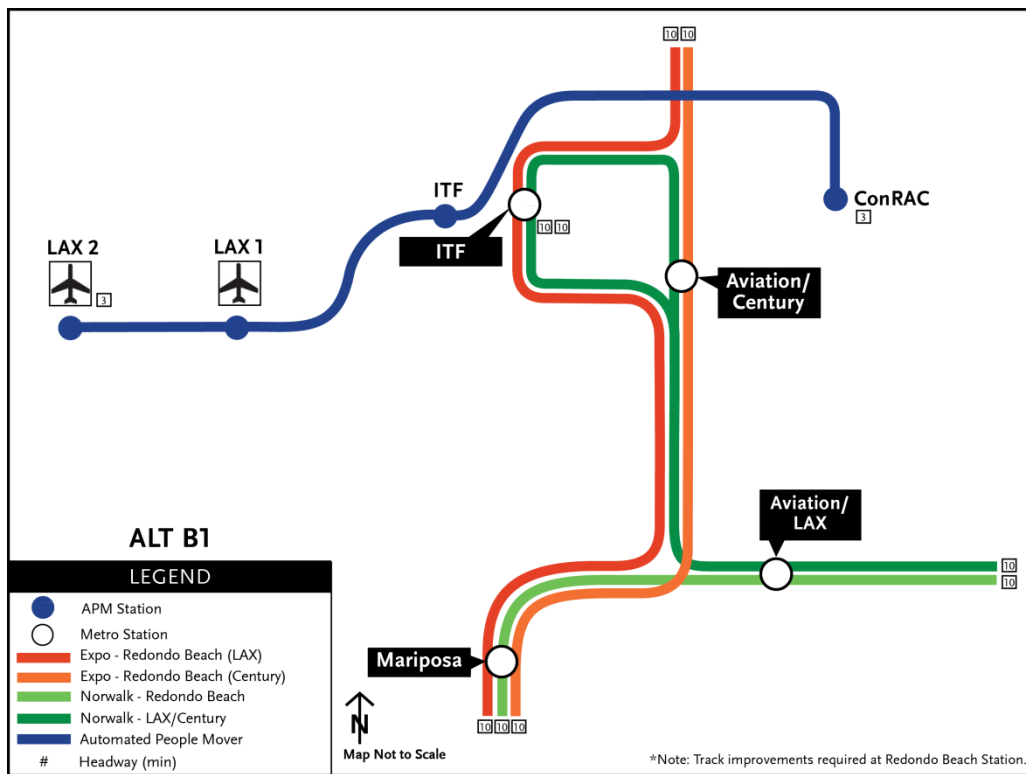 10 10
ITF
ConRAC
3
ITF
10 10
LAX 2
3
LAX 1
Aviation/
Century
Aviation/
LAX
10
10
Mariposa
10 10 10
ALT B1
LEGEND
APM Station
Metro Station
Expo - Redondo Beach (LAX)
Expo - Redondo Beach (Century)
Norwalk - Redondo Beach
Norwalk - LAX/Century
Automated People Mover
# Headway (min)
N
Map Not to Scale
*Note: Track improvements required at Redondo Beach Station.